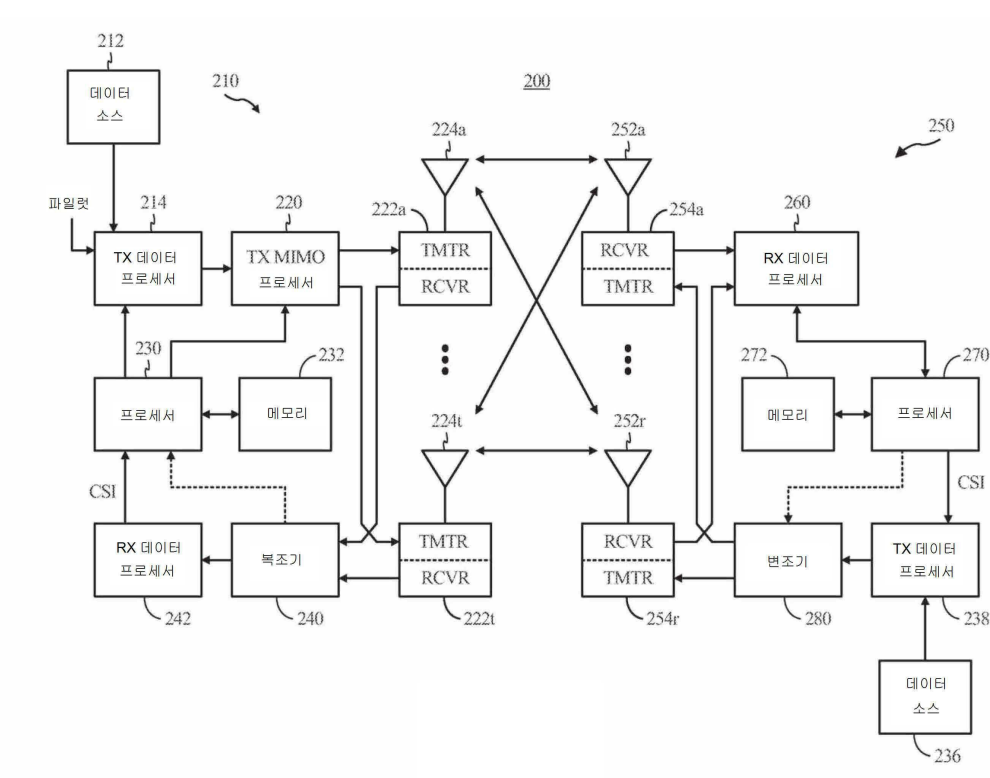 212
데이터
소스
210
200
224a
252a
250
파일럿
214
220
222a
254a
260
TX 데이터
프로세서
TX MIMO
프로세서
TMTR
RCVR
RCVR
TMTR
RX 데이터
프로세서
230
232
272
270
프로세서
메모리
메모리
프로세서
224t
252r
CSI
CSI
RX 데이터
프로세서
복조기
TMTR
RCVR
RCVR
TMTR
변조기
TX 데이터
프로세서
242
240
222t
254r
280
238
데이터
소스
236